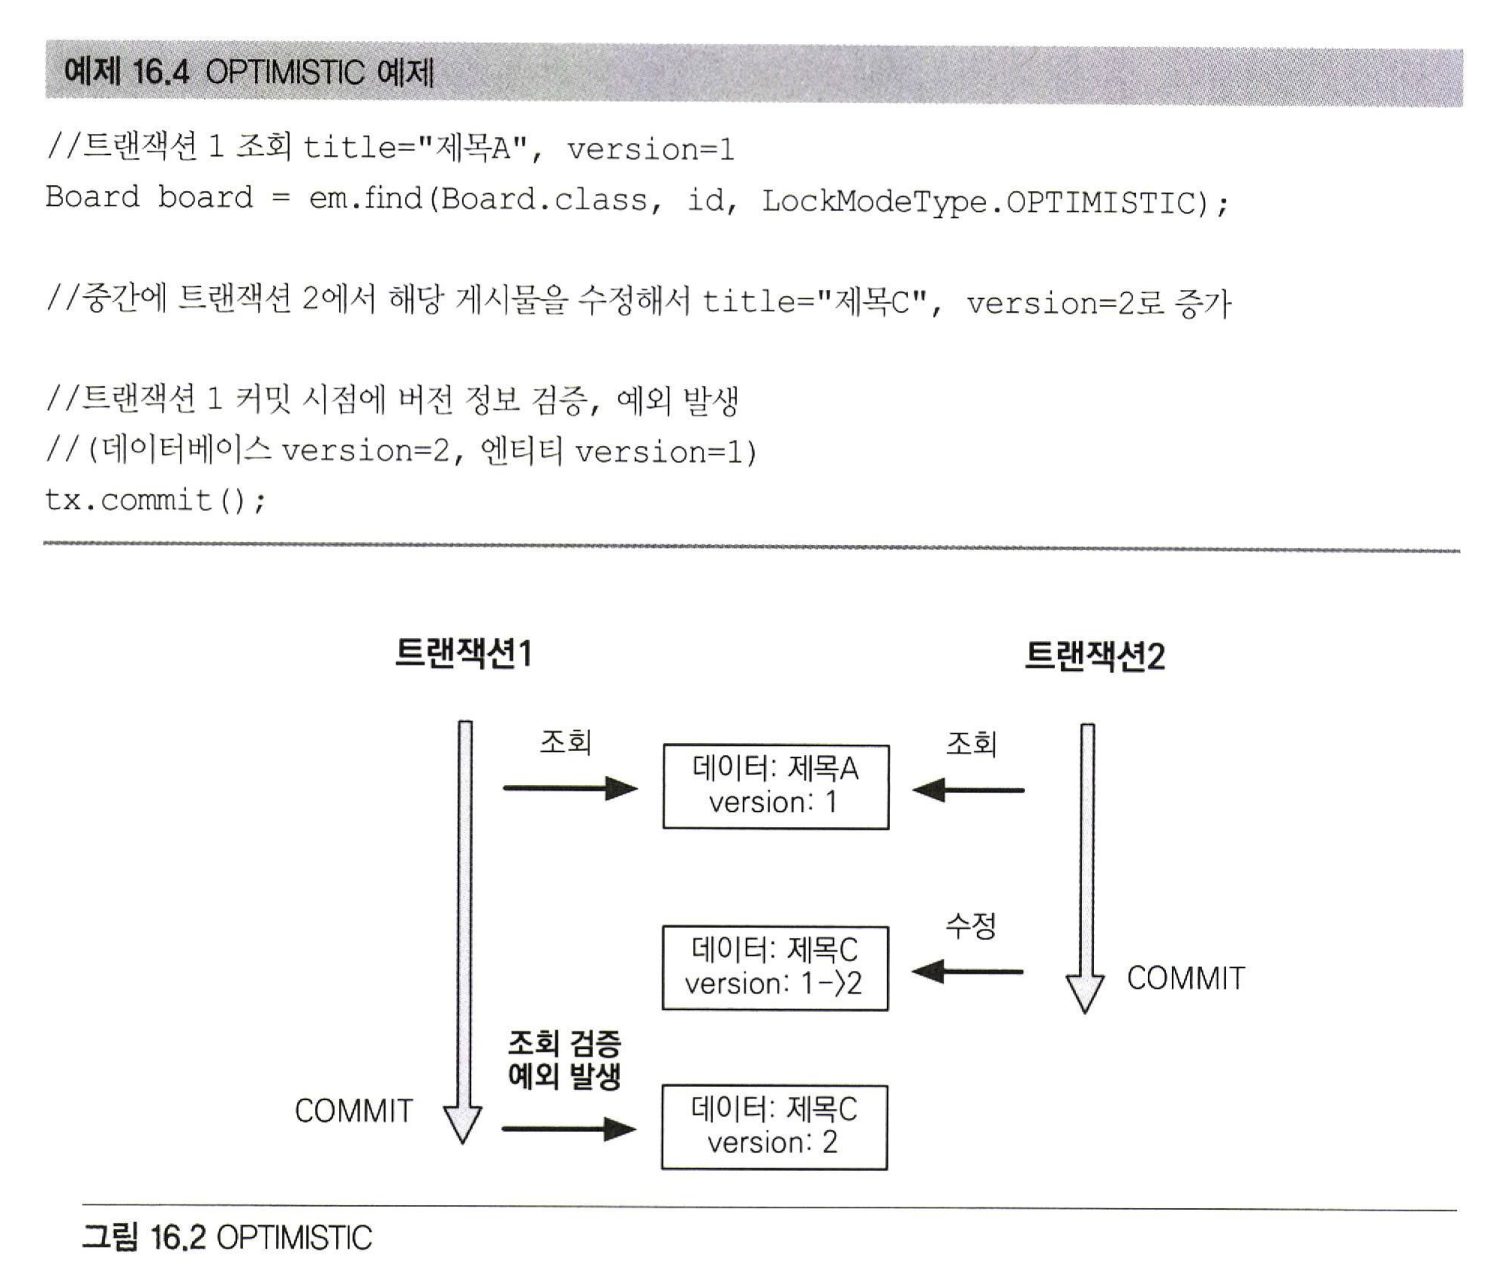 예제 16.4 OPTIMISTIC 예제
//트랜잭션 1 조회 title="제목A", version=1
Board board = em.find(Board.class, id, LockModeType.OPTIMISTIC);
//중간에 트랜잭션 2에서 해당 게시물을 수정해서 title="제목C", version=2로 증가
//트랜잭션 1 커밋 시점에 버전 정보 검증, 예외 발생
//(데이터베이스 version=2, 엔티티 version=1)
tx.commit();
트랜잭션1
트랜잭션2
조회
데이터: 제목A
version: 1
조회
데이터: 제목C
version: 1->2
수정
COMMIT
조회 검증
예외 발생
COMMIT
데이터: 제목C
version: 2
그림 16.2 OPTIMISTIC